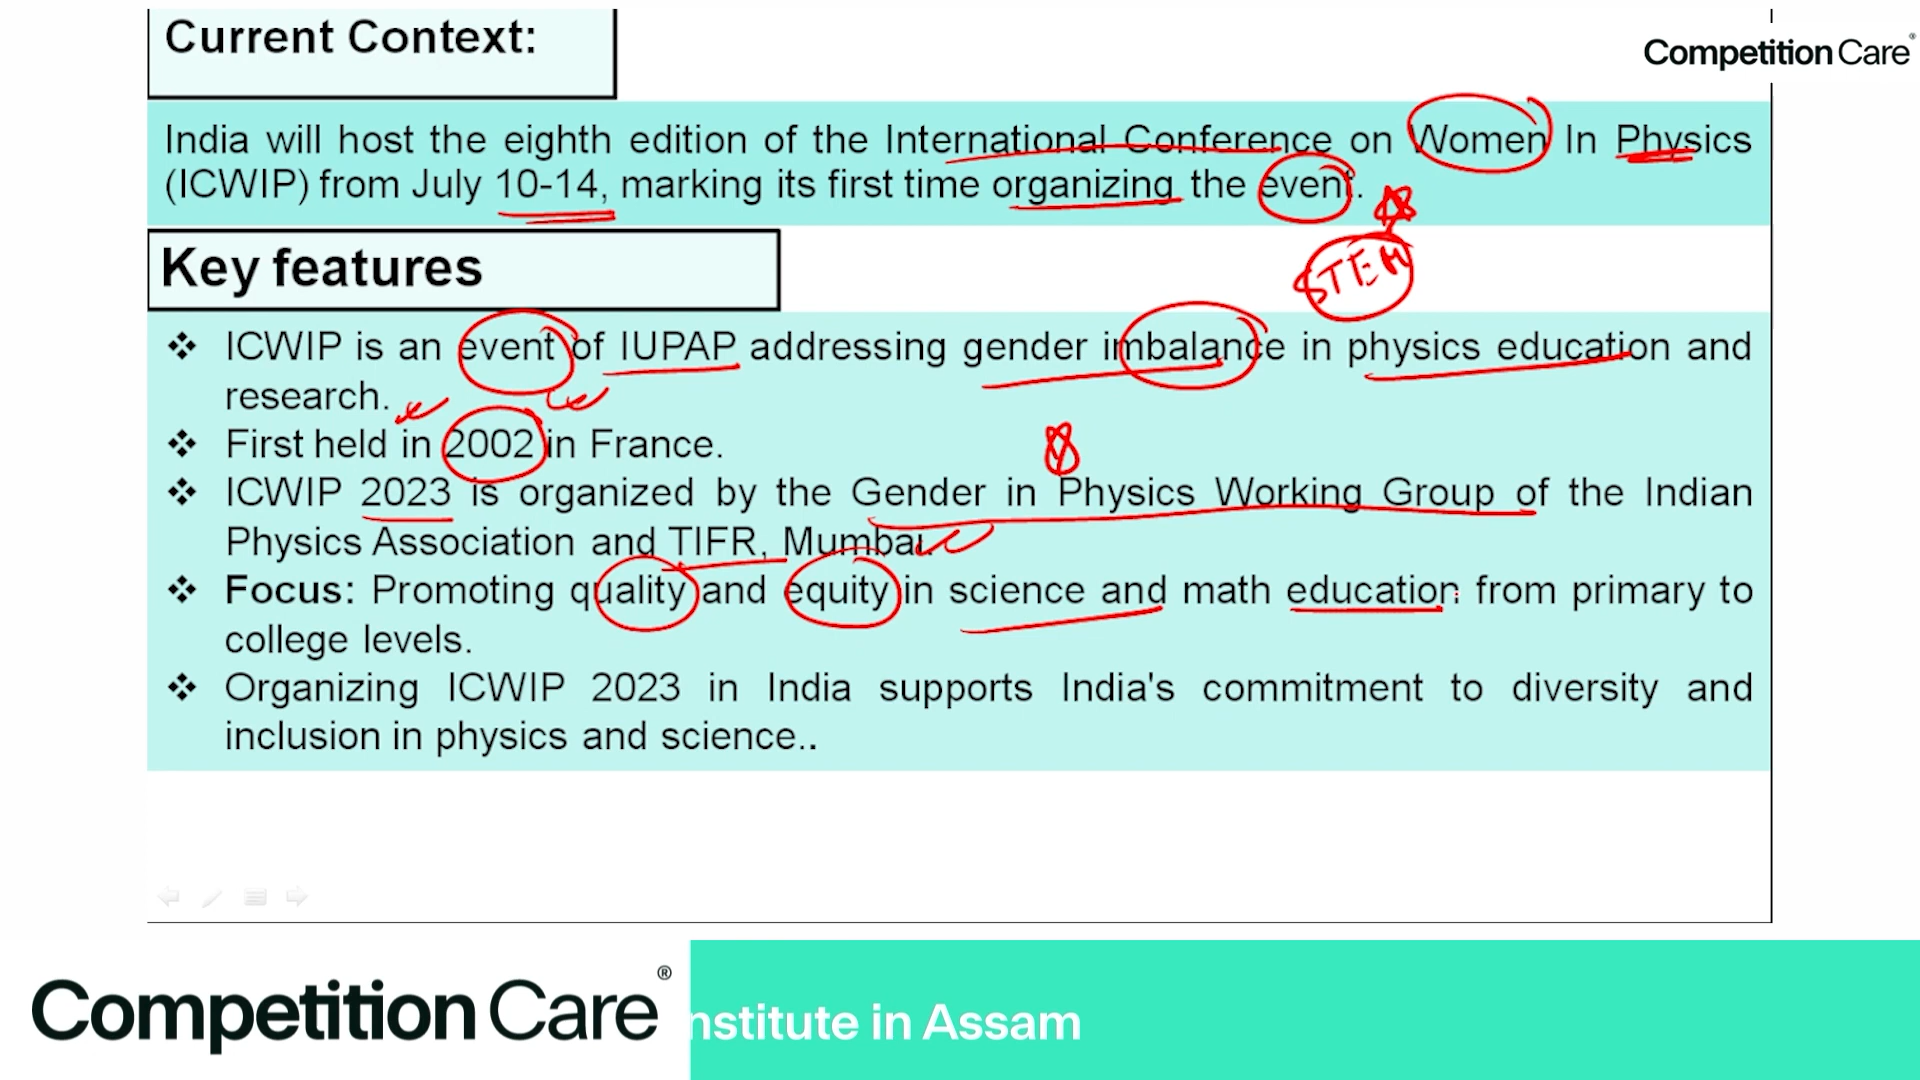 Current Context:
Competition Care®
India will host the eighth edition of the International Conference on Women In Physics
(ICWIP) from July 10-14, marking its first time organizing the event.
Key features
STEM
❖ ICWIP is an event of IUPAP addressing gender imbalance in physics education and
research.
❖ First held in 2002 in France.
❖ ICWIP 2023 is organized by the Gender in Physics Working Group of the Indian
Physics Association and TIFR, Mumbai.
❖ Focus: Promoting quality and equity in science and math education from primary to
college levels.
❖ Organizing ICWIP 2023 in India supports India's commitment to diversity and
inclusion in physics and science..
Competition Care®
nstitute in Assam